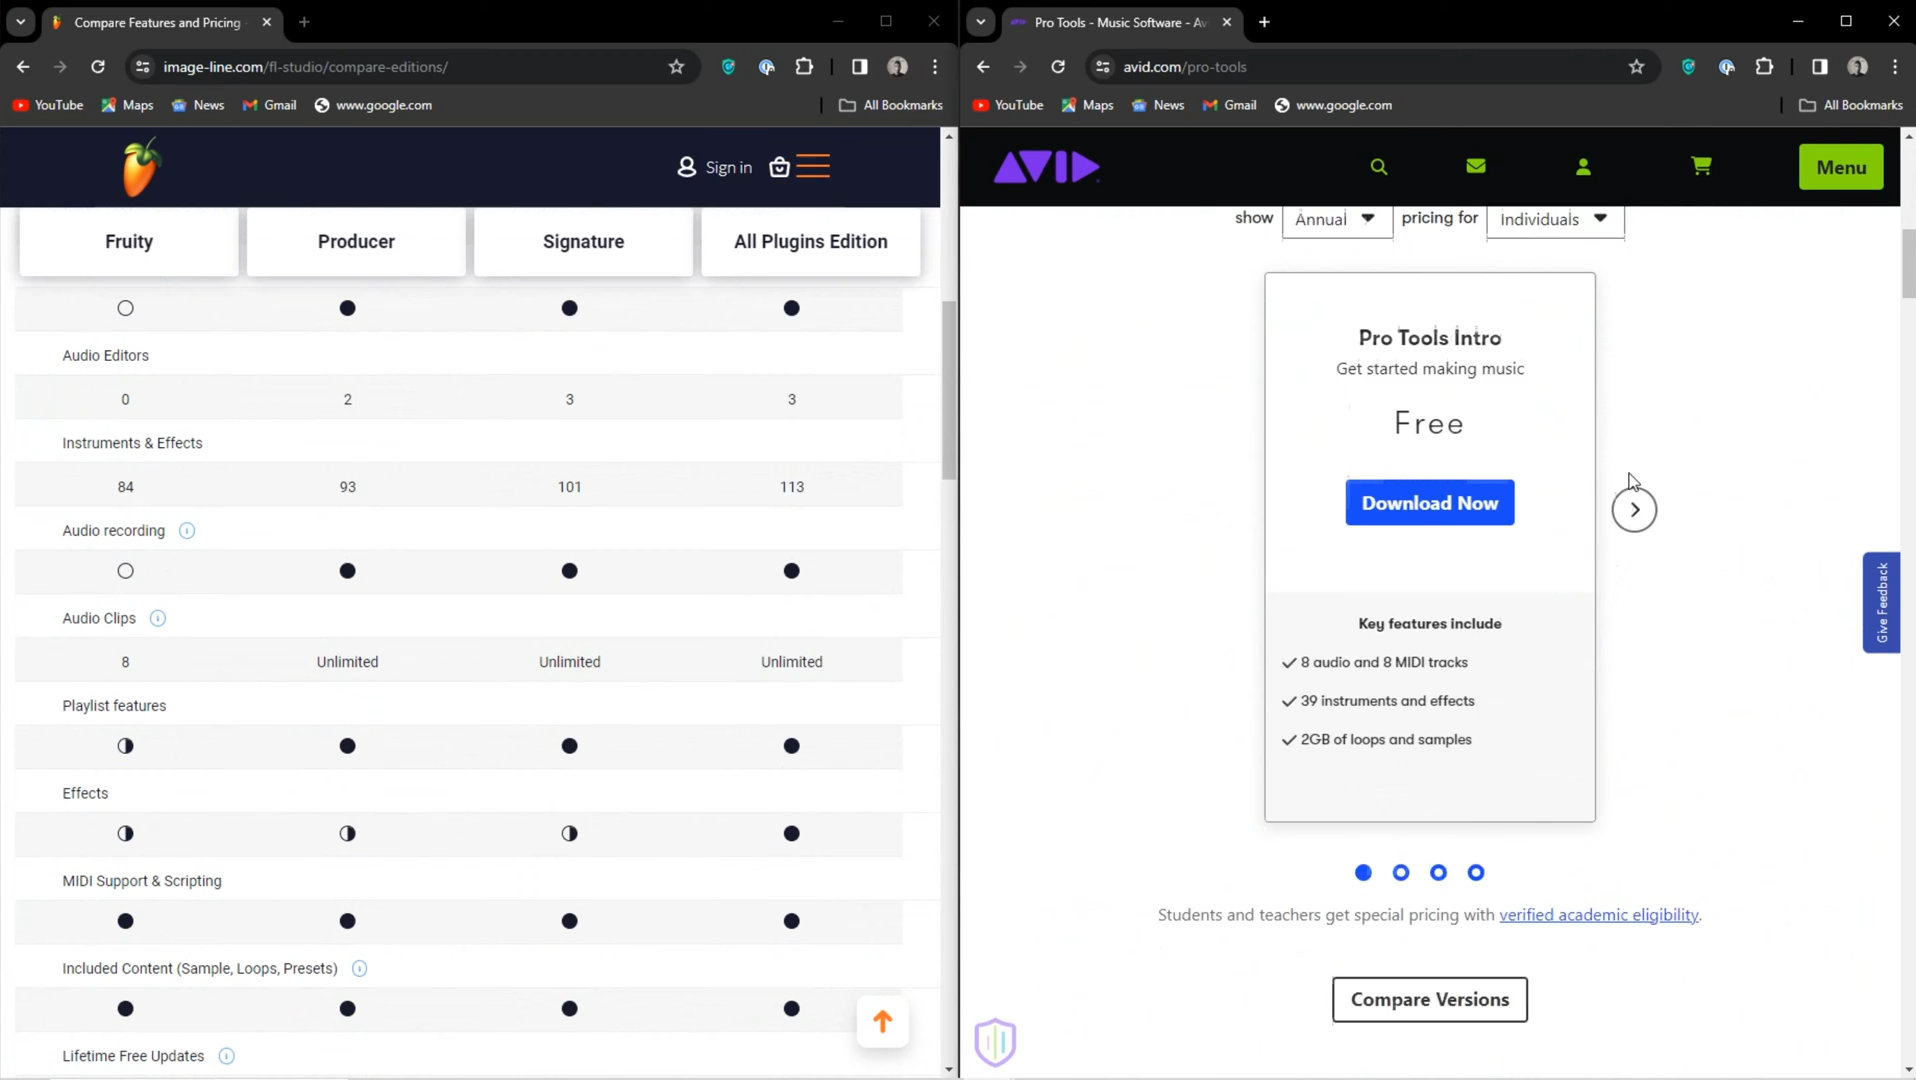 Compare Features and Pricing
image-line.com/fl-studio/compare-editions/
YouTube Maps News Gmail www.google.com All Bookmarks
Sign in
Fruity Producer Signature All Plugins Edition
Audio Editors
0 2 3 3
Instruments & Effects
84 93 101 113
Audio recording
Audio Clips
8 Unlimited Unlimited Unlimited
Playlist features
Effects
MIDI Support & Scripting
Included Content (Sample, Loops, Presets)
Lifetime Free Updates
Pro Tools - Music Software - Av
avid.com/pro-tools
YouTube Maps News Gmail www.google.com All Bookmarks
AVID Menu
show Annual pricing for Individuals
Pro Tools Intro
Get started making music
Free
Download Now
Key features include
8 audio and 8 MIDI tracks
39 instruments and effects
2GB of loops and samples
Give Feedback
Students and teachers get special pricing with verified academic eligibility.
Compare Versions